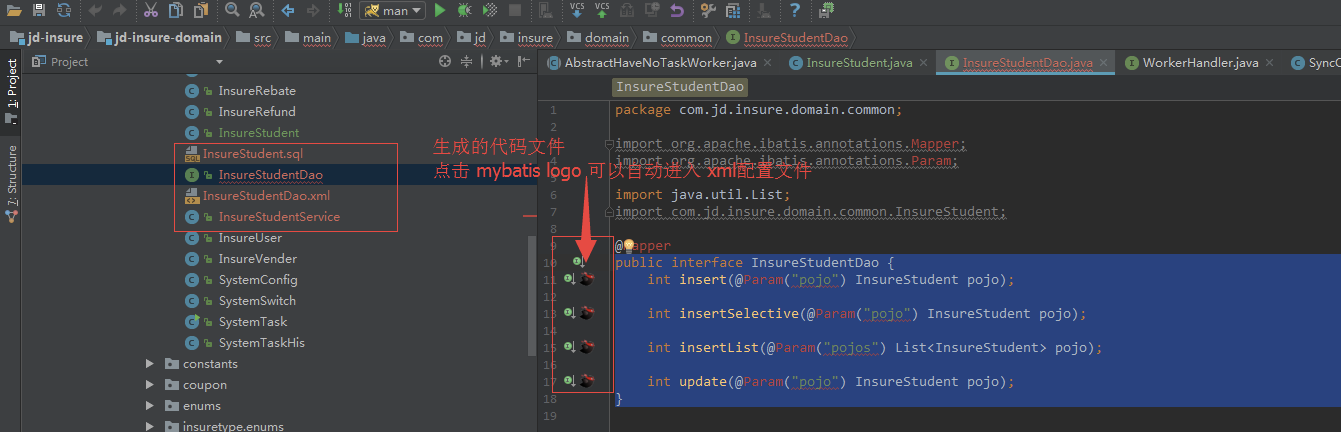 man
VCS
VCS
jd-insure
jd-insure-domain
src
main
java
com
jd
insure
domain
common
InsureStudentDao
1: Project
7: Structure
Project
InsureRebate
InsureRefund
InsureStudent
InsureStudent.sql
InsureStudentDao
InsureStudentDao.xml
InsureStudentService
InsureUser
InsureVender
SystemConfig
SystemSwitch
SystemTask
SystemTaskHis
constants
coupon
enums
insuretype.enums
生成的代码文件
点击 mybatis logo 可以自动进入 xml配置文件
AbstractHaveNoTaskWorker.java
InsureStudent.java
InsureStudentDao.java
WorkerHandler.java
SyncC
InsureStudentDao
1 package com.jd.insure.domain.common;
2
3 import org.apache.ibatis.annotations.Mapper;
4 import org.apache.ibatis.annotations.Param;
5
6 import java.util.List;
7 import com.jd.insure.domain.common.InsureStudent;
8
9 @Mapper
10 public interface InsureStudentDao {
11 int insert(@Param("pojo") InsureStudent pojo);
12
13 int insertSelective(@Param("pojo") InsureStudent pojo);
14
15 int insertList(@Param("pojos") List<InsureStudent> pojo);
16
17 int update(@Param("pojo") InsureStudent pojo);
18 }
19